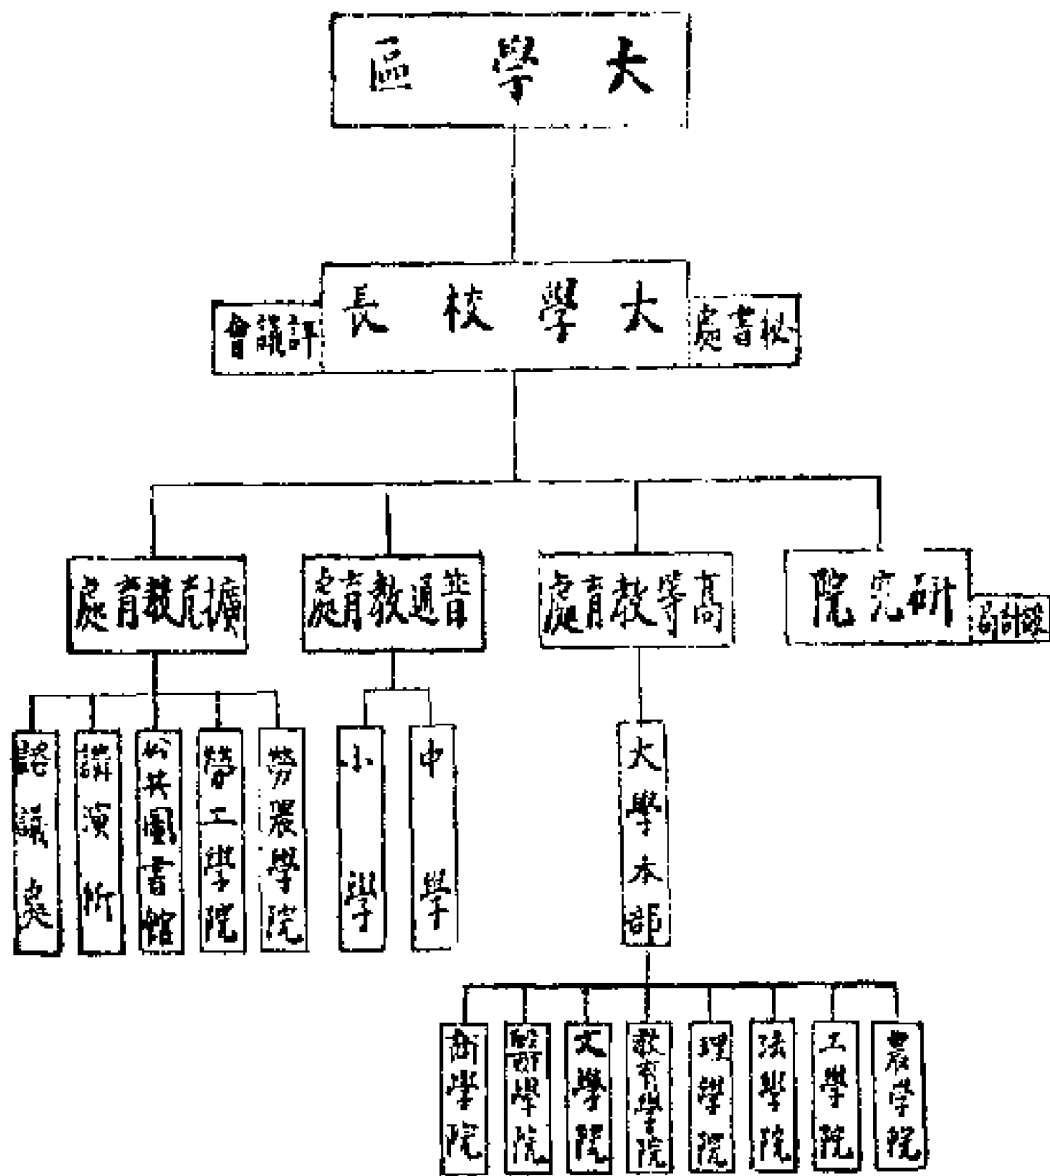 大學區
大學校長
秘書處
評議會
研究院
設計局
高等教育處
普通教育處
擴充教育處
大學本部
中學
小學
勞農學院
勞工學院
公共圖書館
講演所
諮議處
農學院
工學院
法學院
理學院
教育學院
文學院
醫學院
商學院